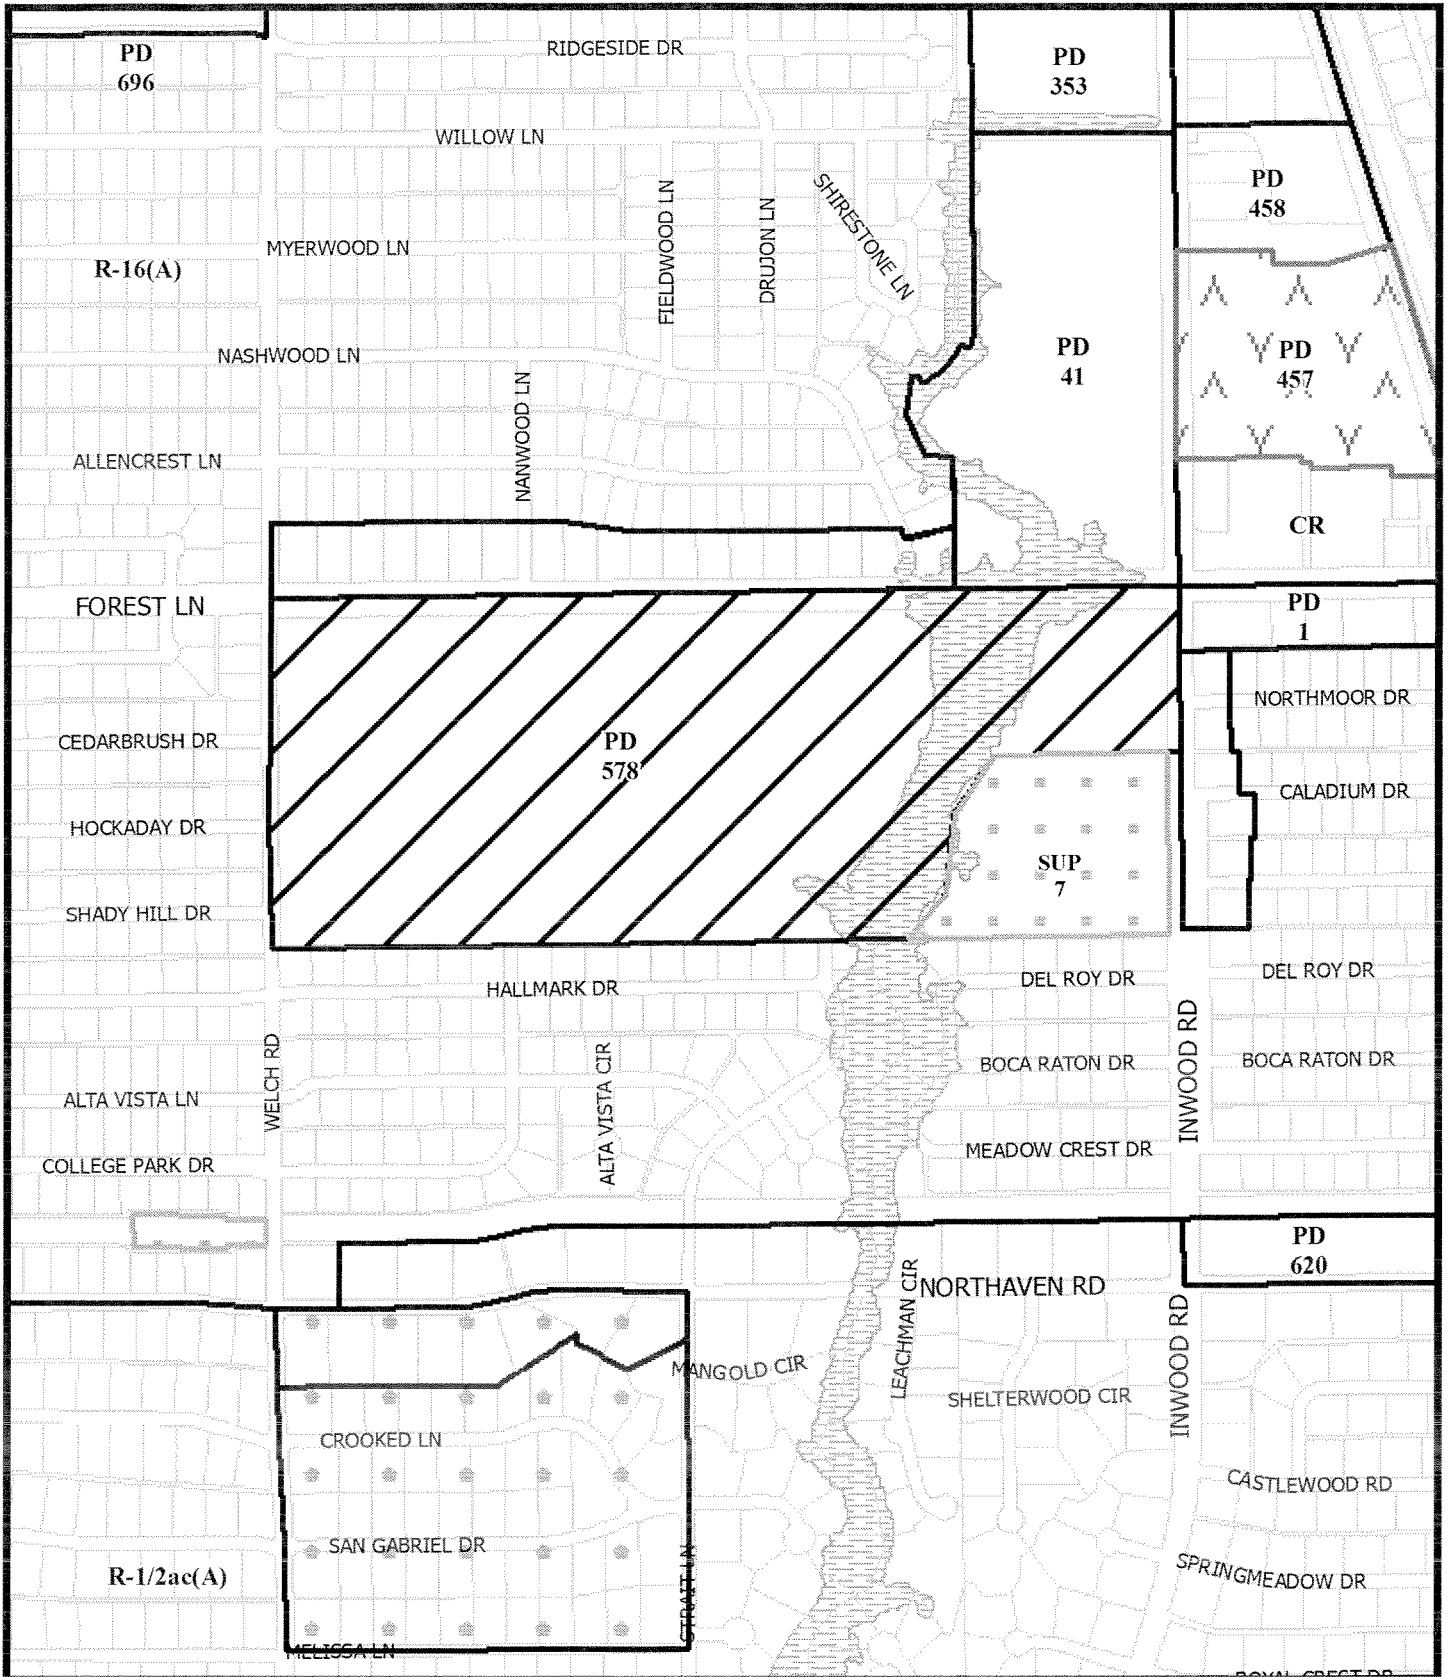 RIDGESIDE DR
PD
696
PD
353
WILLOW LN
PD
458
SHIRESTONE LN
FIELDWOOD LN
DRUJON LN
MYERWOOD LN
R-16(A)
NASHWOOD LN
PD
41
PD
457
NANWOOD LN
ALLENCREST LN
CR
FOREST LN
PD
1
NORTHMOOR DR
CEDARBRUSH DR
PD
578
CALADIUM DR
HOCKADAY DR
SUP
7
SHADY HILL DR
HALLMARK DR
DEL ROY DR
DEL ROY DR
WELCH RD
ALTA VISTA CIR
INWOOD RD
BOCA RATON DR
BOCA RATON DR
ALTA VISTA LN
MEADOW CREST DR
COLLEGE PARK DR
PD
620
LEACHMAN CIR
NORTHAVEN RD
INWOOD RD
MANGOLD CIR
SHELTERWOOD CIR
CROOKED LN
CASTLEWOOD RD
SAN GABRIEL DR
STRAIT LN
R-1/2ac(A)
SPRINGMEADOW DR
MELISSA LN
ROYAL CREST DR